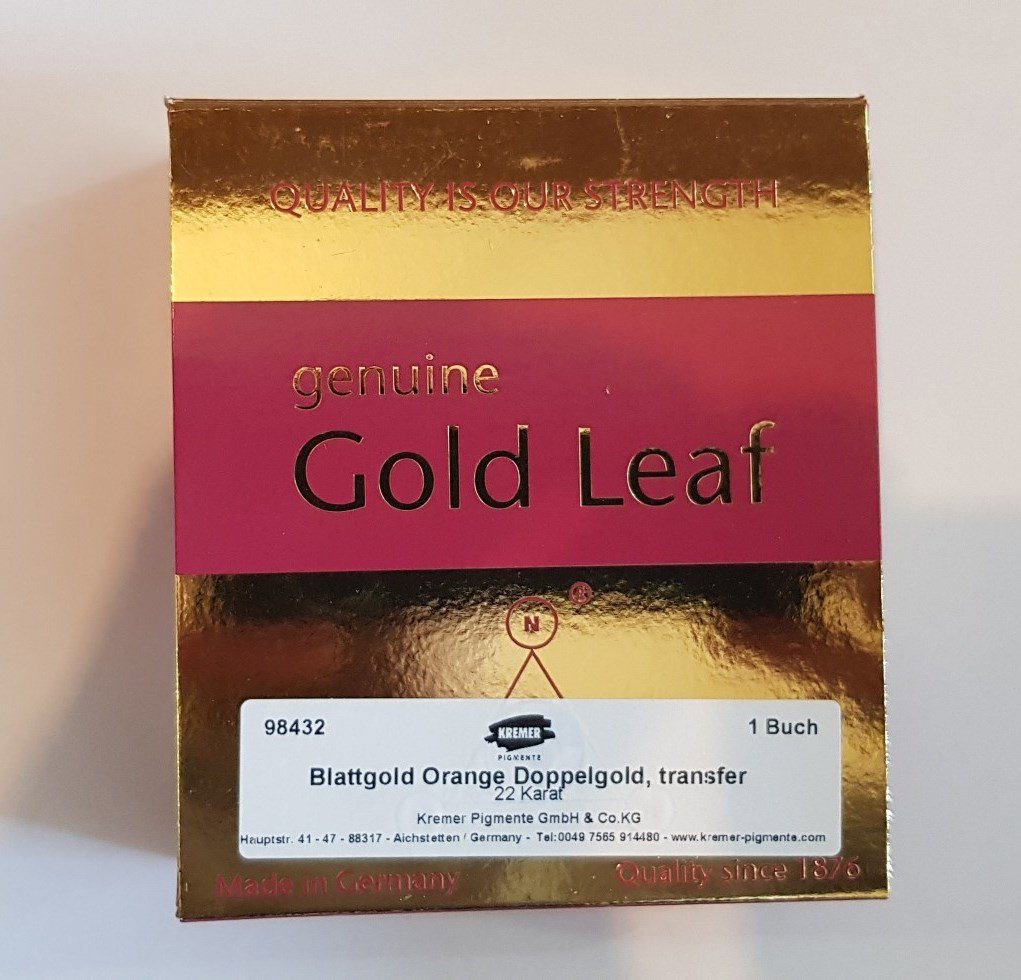 QUALITY IS OUR STRENGTH
genuine
Gold Leaf
N ®
98432 KREMER 1 Buch
PIGMENTE
Blattgold Orange Doppelgold, transfer
22 Karat
Kremer Pigmente GmbH & Co.KG
Hauptstr. 41 - 47 - 88317 - Aichstetten / Germany - Tel:0049 7565 914480 - www.kremer-pigmente.com
Made in Germany Quality since 1876